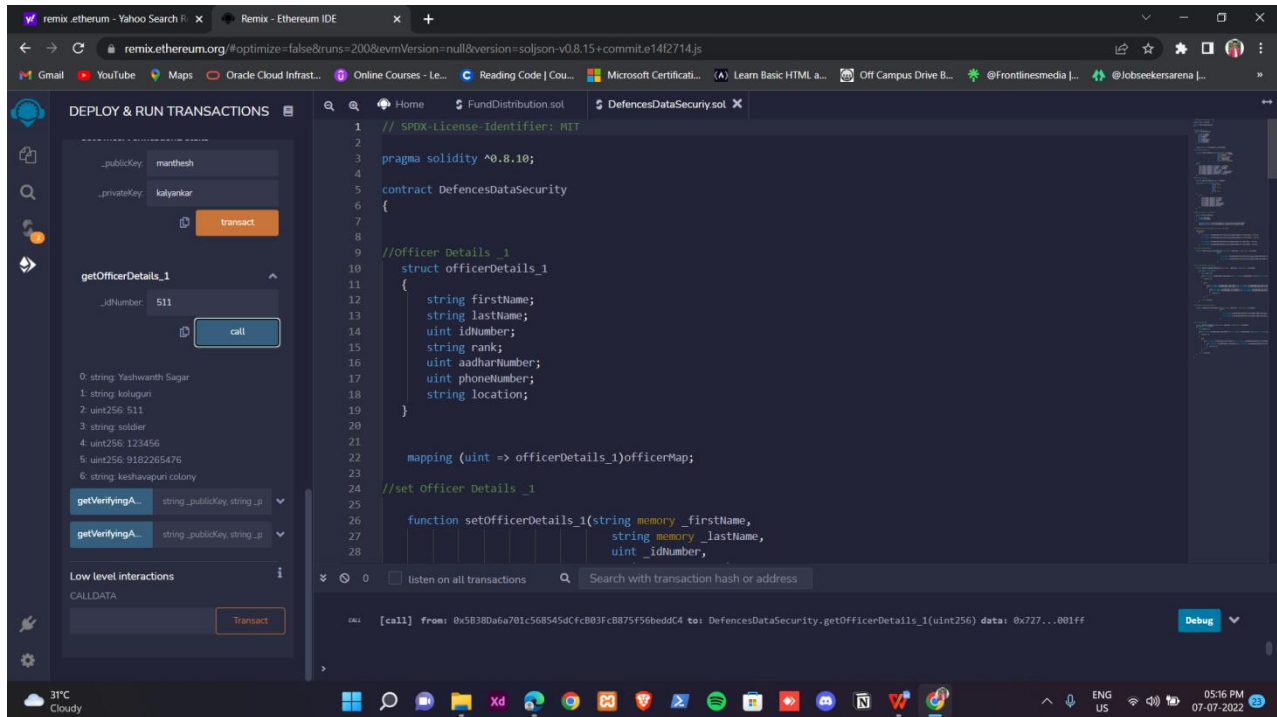 remix .etherum - Yahoo Search R
Remix - Ethereum IDE
remix.ethereum.org/#optimize=false&runs=200&evmVersion=null&version=soljson-v0.8.15+commit.e14f2714.js
Gmail
YouTube
Maps
Oracle Cloud Infrast...
Online Courses - Le...
Reading Code | Cou...
Microsoft Certificati...
Learn Basic HTML a...
Off Campus Drive B...
@Frontlinesmedia |...
@Jobseekersarena |...
»
DEPLOY & RUN TRANSACTIONS
Home
FundDistribution.sol
DefencesDataSecuriy.sol
_publicKey: manthesh
_privateKey: kalyankar
transact
getOfficerDetails_1
_idNumber: 511
call
0: string: Yashwanth Sagar
1: string: koluguri
2: uint256: 511
3: string: soldier
4: uint256: 123456
5: uint256: 9182265476
6: string: keshavapuri colony
getVerifyingA... string _publicKey, string _p
getVerifyingA... string _publicKey, string _p
Low level interactions
i
CALLDATA
Transact
2
1 // SPDX-License-Identifier: MIT
2
3 pragma solidity ^0.8.10;
4
5 contract DefencesDataSecurity
6 {
7
8
9 //Officer Details _1
10 struct officerDetails_1
11 {
12 string firstName;
13 string lastName;
14 uint idNumber;
15 string rank;
16 uint aadharNumber;
17 uint phoneNumber;
18 string location;
19 }
20
21
22 mapping (uint => officerDetails_1)officerMap;
23
24 //set Officer Details _1
25
26 function setOfficerDetails_1(string memory _firstName,
27 string memory _lastName,
28 uint _idNumber,
0
listen on all transactions
Search with transaction hash or address
CALL [call] from: 0x5B38Da6a701c568545dCfcB03FcB875f56beddC4 to: DefencesDataSecurity.getOfficerDetails_1(uint256) data: 0x727...001ff
Debug
>
31°C
Cloudy
Xd
ENG
US
05:16 PM
07-07-2022
23